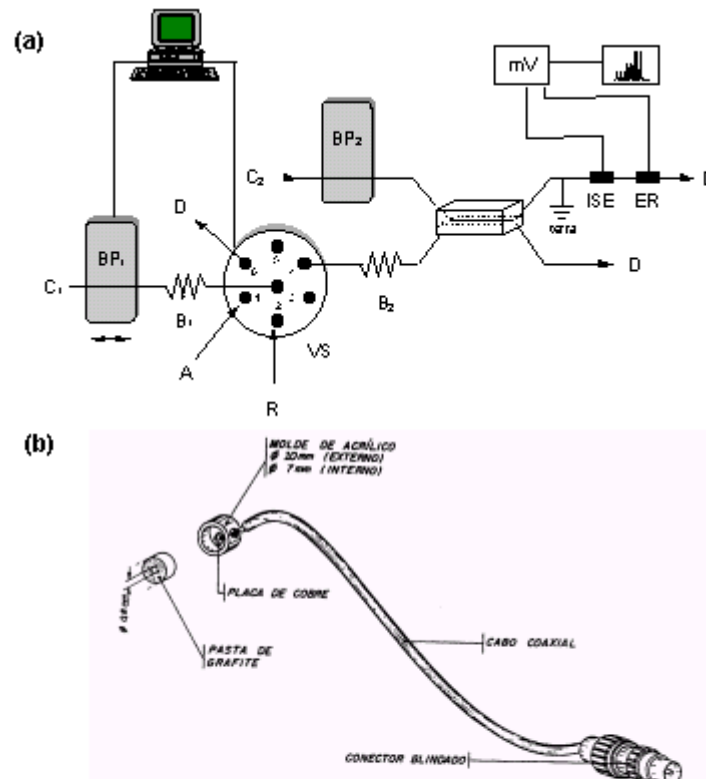 (a)
mV
BP₂
C₂
D
ISE
ER
terra
D
BP₁
C₁
B₁
B₂
D
VS
A
R
(b)
MOLDE DE ACRÍLICO
Ø 10mm (EXTERNO)
Ø 7mm (INTERNO)
PLACA DE COBRE
PASTA DE
GRAFITE
CABO COAXIAL
CONECTOR BLINDADO